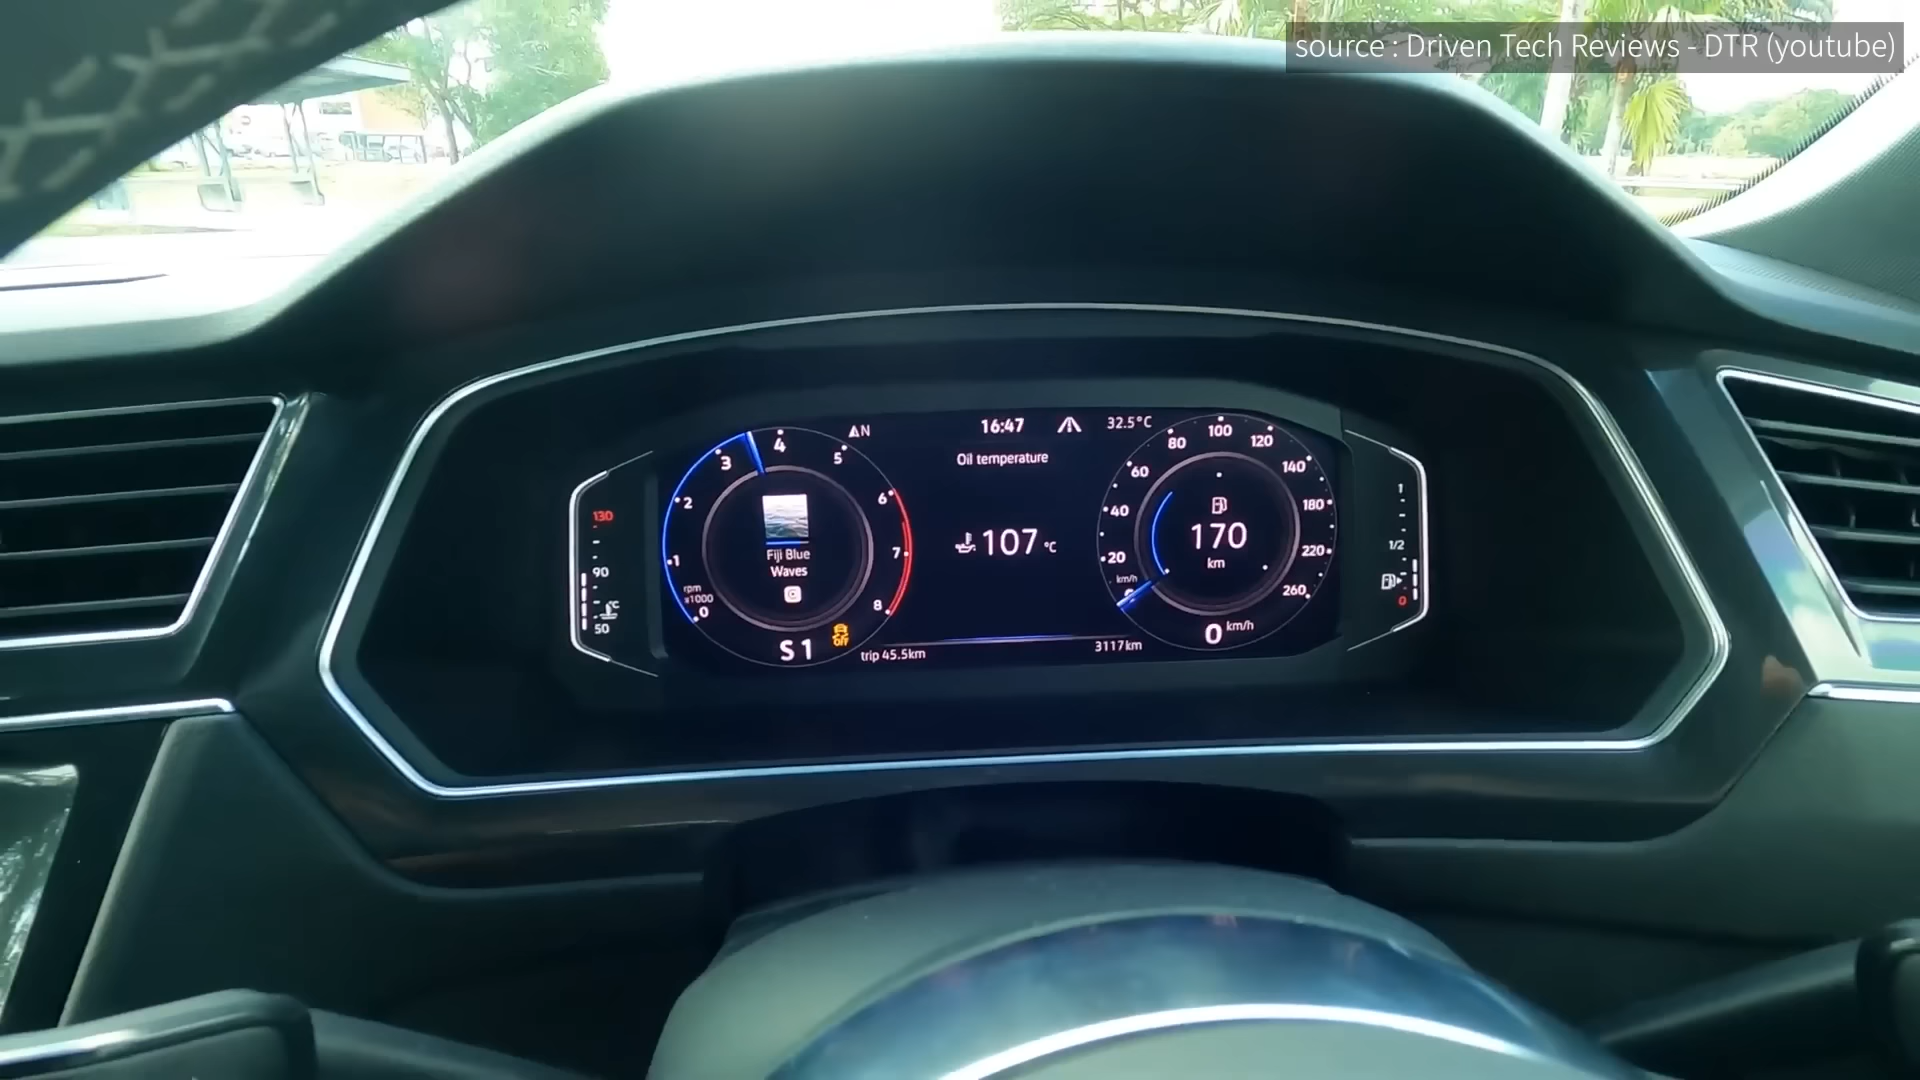 source : Driven Tech Reviews - DTR (youtube)
N
16:47
32.5°C
Oil temperature
107 °C
130
90
°C
50
0
1
2
3
4
5
6
7
8
rpm
x1000
Fiji Blue
Waves
S 1
OFF
trip 45.5km
3117km
20
40
60
80
100
120
140
180
220
260
km/h
170
km
0 km/h
1
1/2
0